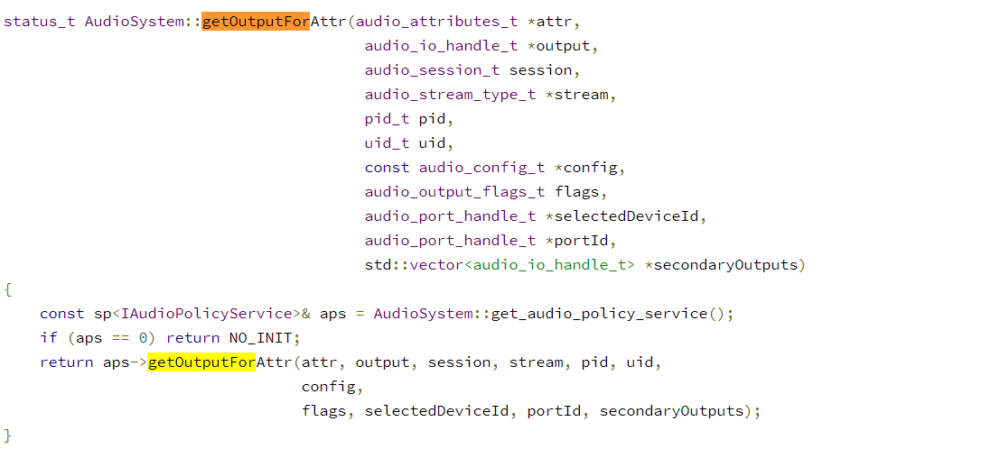 status_t AudioSystem::getOutputForAttr(audio_attributes_t *attr,
                                        audio_io_handle_t *output,
                                        audio_session_t session,
                                        audio_stream_type_t *stream,
                                        pid_t pid,
                                        uid_t uid,
                                        const audio_config_t *config,
                                        audio_output_flags_t flags,
                                        audio_port_handle_t *selectedDeviceId,
                                        audio_port_handle_t *portId,
                                        std::vector<audio_io_handle_t> *secondaryOutputs)
{
    const sp<IAudioPolicyService>& aps = AudioSystem::get_audio_policy_service();
    if (aps == 0) return NO_INIT;
    return aps->getOutputForAttr(attr, output, session, stream, pid, uid,
                                 config,
                                 flags, selectedDeviceId, portId, secondaryOutputs);
}